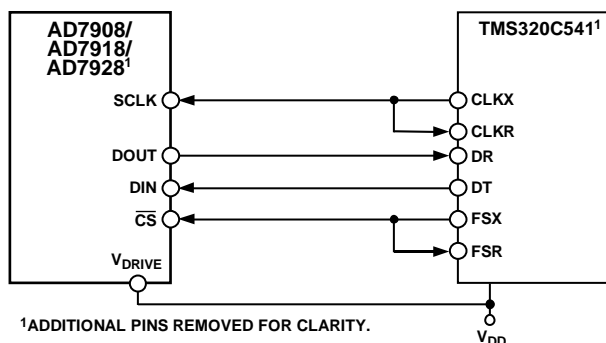 AD7908/
AD7918/
AD7928¹
TMS320C541¹
SCLK
CLKX
CLKR
DOUT
DR
DIN
DT
C̅S̅
FSX
FSR
VDRIVE
¹ADDITIONAL PINS REMOVED FOR CLARITY.
VDD